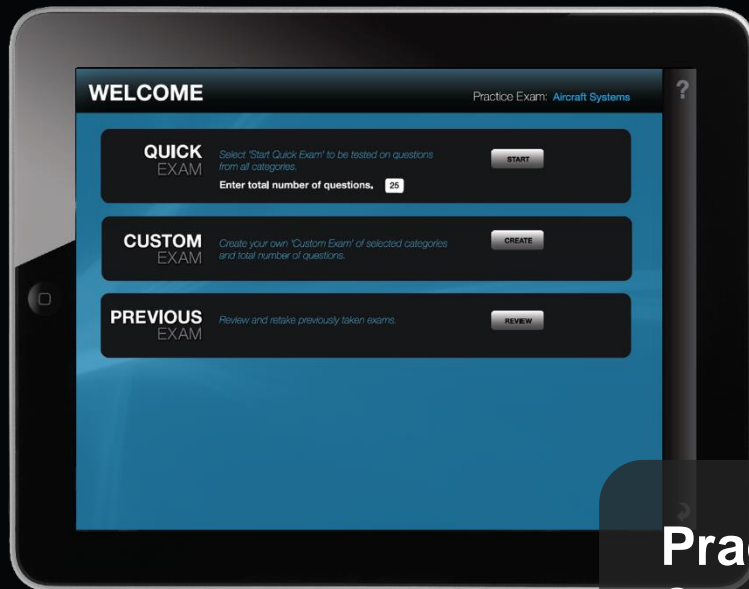 WELCOME
Practice Exam: Aircraft Systems
?
QUICK
EXAM
Select 'Start Quick Exam' to be tested on questions
from all categories.
Enter total number of questions. 25
START
CUSTOM
EXAM
Create your own 'Custom Exam' of selected categories
and total number of questions.
CREATE
PREVIOUS
EXAM
Review and retake previously taken exams.
REVIEW